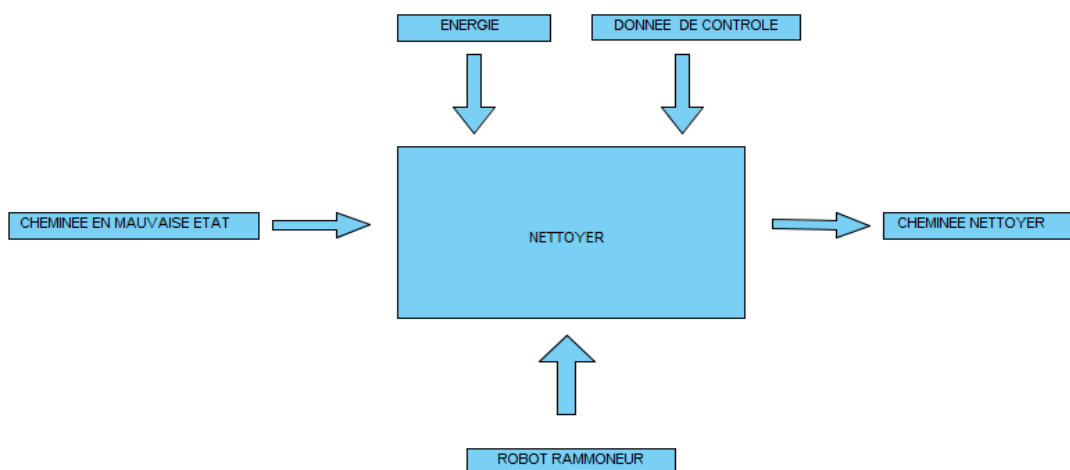 ENERGIE
DONNEE DE CONTROLE
CHEMINEE EN MAUVAISE ETAT
NETTOYER
CHEMINEE NETTOYER
ROBOT RAMMONEUR